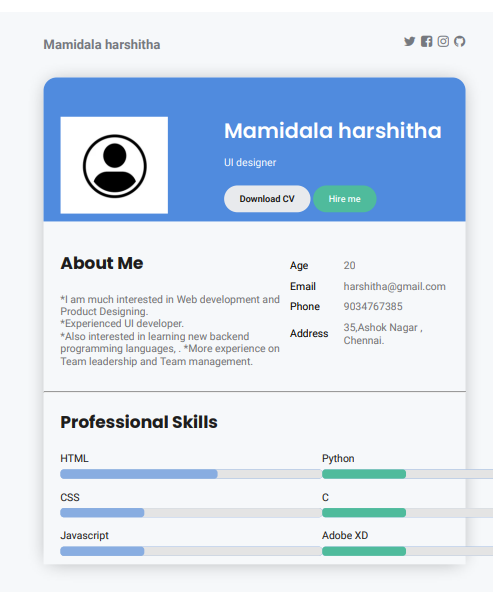 Mamidala harshitha
Mamidala harshitha
UI designer
Download CV
Hire me
About Me
*I am much interested in Web development and
Product Designing.
*Experienced UI developer.
*Also interested in learning new backend
programming languages, . *More experience on
Team leadership and Team management.
Age 20
Email harshitha@gmail.com
Phone 9034767385
Address 35,Ashok Nagar ,
Chennai.
Professional Skills
HTML
Python
CSS
C
Javascript
Adobe XD